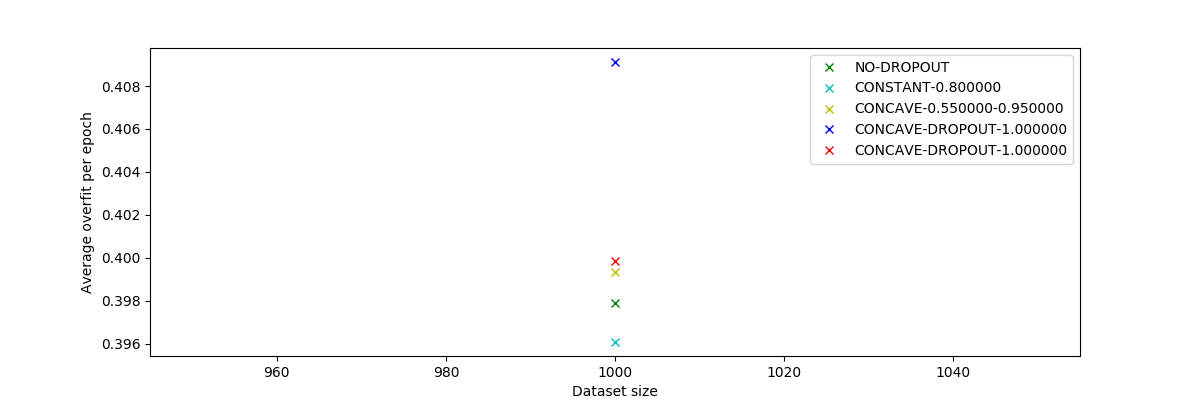 NO-DROPOUT
CONSTANT-0.800000
CONCAVE-0.550000-0.950000
CONCAVE-DROPOUT-1.000000
CONCAVE-DROPOUT-1.000000
Average overfit per epoch
0.408
0.406
0.404
0.402
0.400
0.398
0.396
960 980 1000 1020 1040
Dataset size